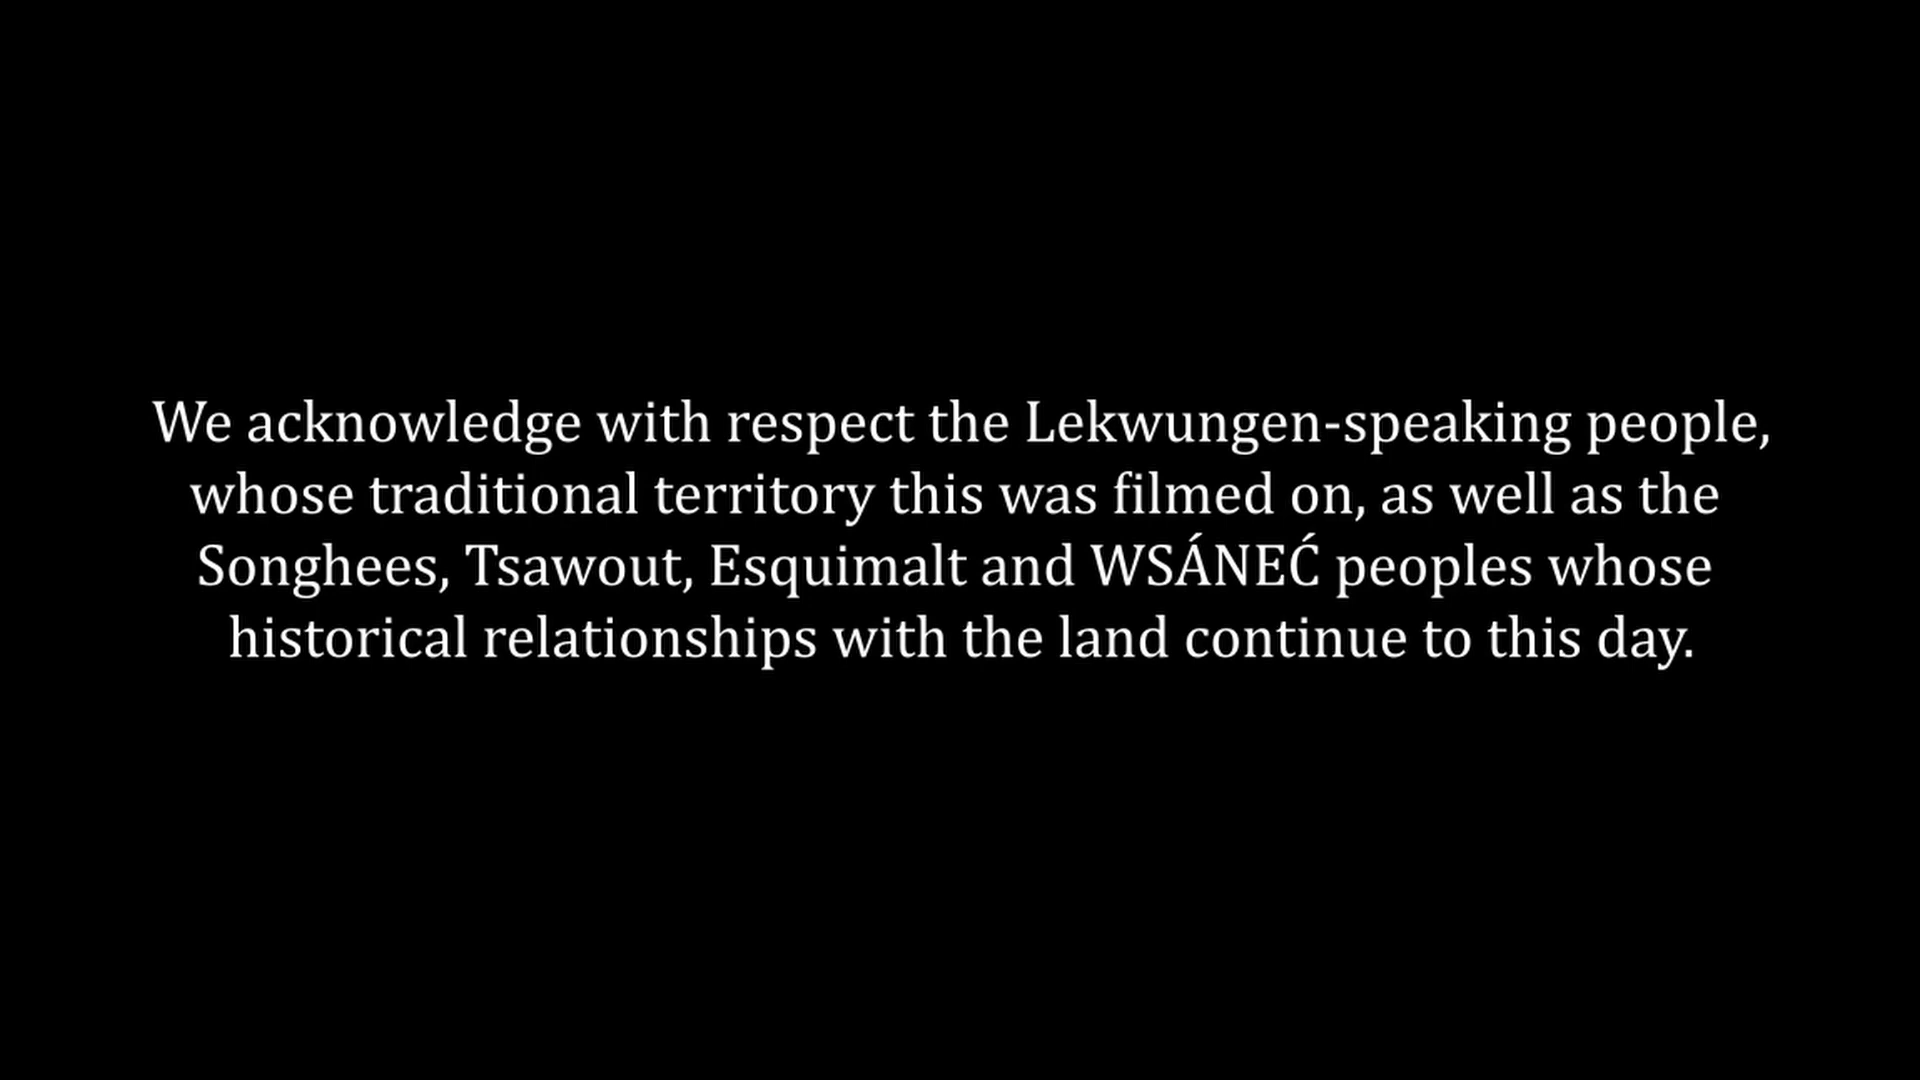 We acknowledge with respect the Lekwungen-speaking people,
whose traditional territory this was filmed on, as well as the
Songhees, Tsawout, Esquimalt and WSÁNEĆ peoples whose
historical relationships with the land continue to this day.